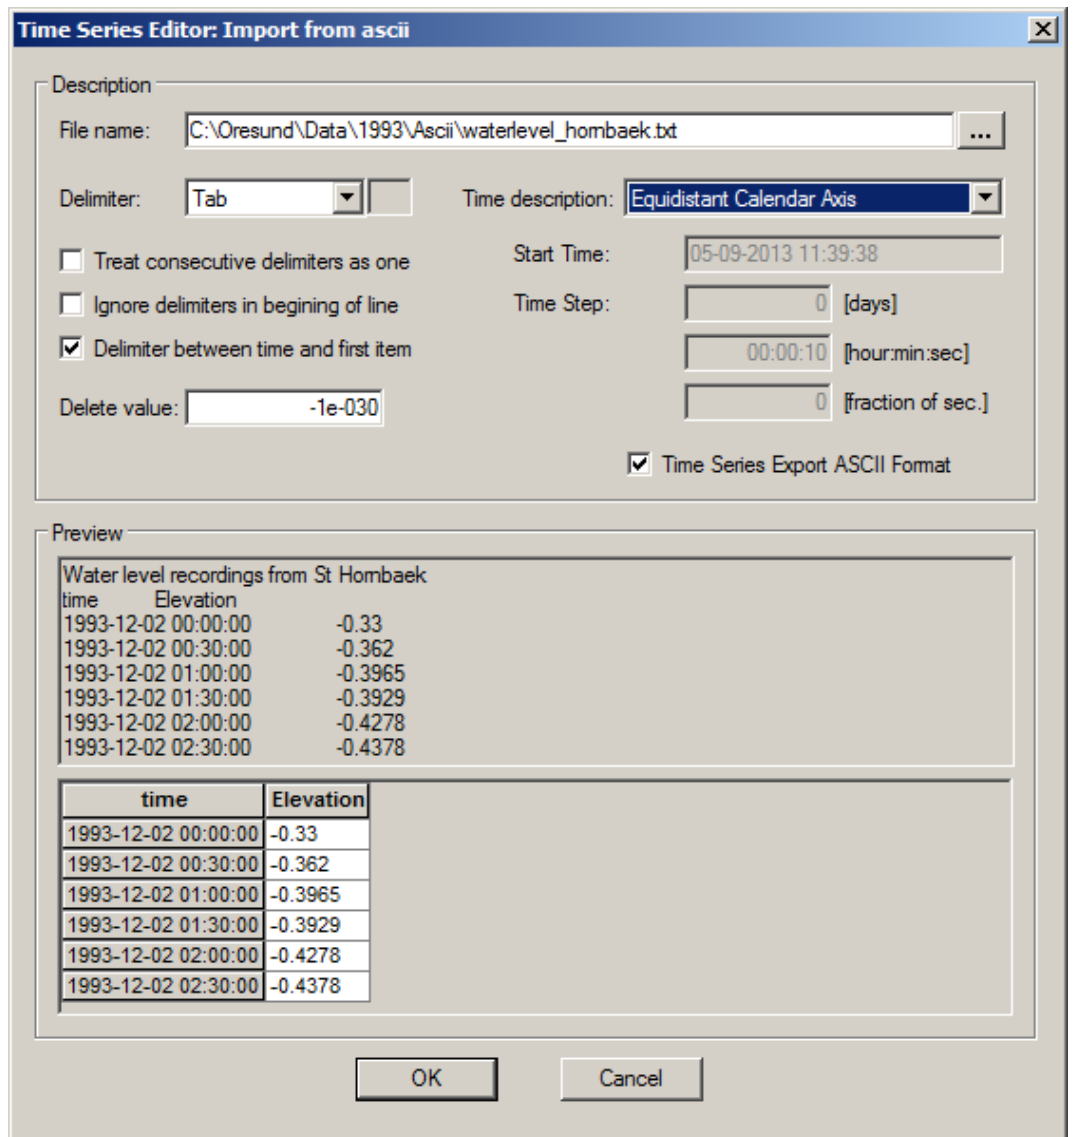 Time Series Editor: Import from ascii
Description
File name: C:\Oresund\Data\1993\Ascii\waterlevel_hornbaek.txt ...
Delimiter: Tab Time description: Equidistant Calendar Axis
Treat consecutive delimiters as one Start Time: 05-09-2013 11:39:38
Ignore delimiters in begining of line Time Step: 0 [days]
Delimiter between time and first item 00:00:10 [hour:min:sec]
Delete value: -1e-030 0 [fraction of sec.]
Time Series Export ASCII Format
Preview
Water level recordings from St Hornbaek
time Elevation
1993-12-02 00:00:00 -0.33
1993-12-02 00:30:00 -0.362
1993-12-02 01:00:00 -0.3965
1993-12-02 01:30:00 -0.3929
1993-12-02 02:00:00 -0.4278
1993-12-02 02:30:00 -0.4378
time Elevation
1993-12-02 00:00:00 -0.33
1993-12-02 00:30:00 -0.362
1993-12-02 01:00:00 -0.3965
1993-12-02 01:30:00 -0.3929
1993-12-02 02:00:00 -0.4278
1993-12-02 02:30:00 -0.4378
OK Cancel